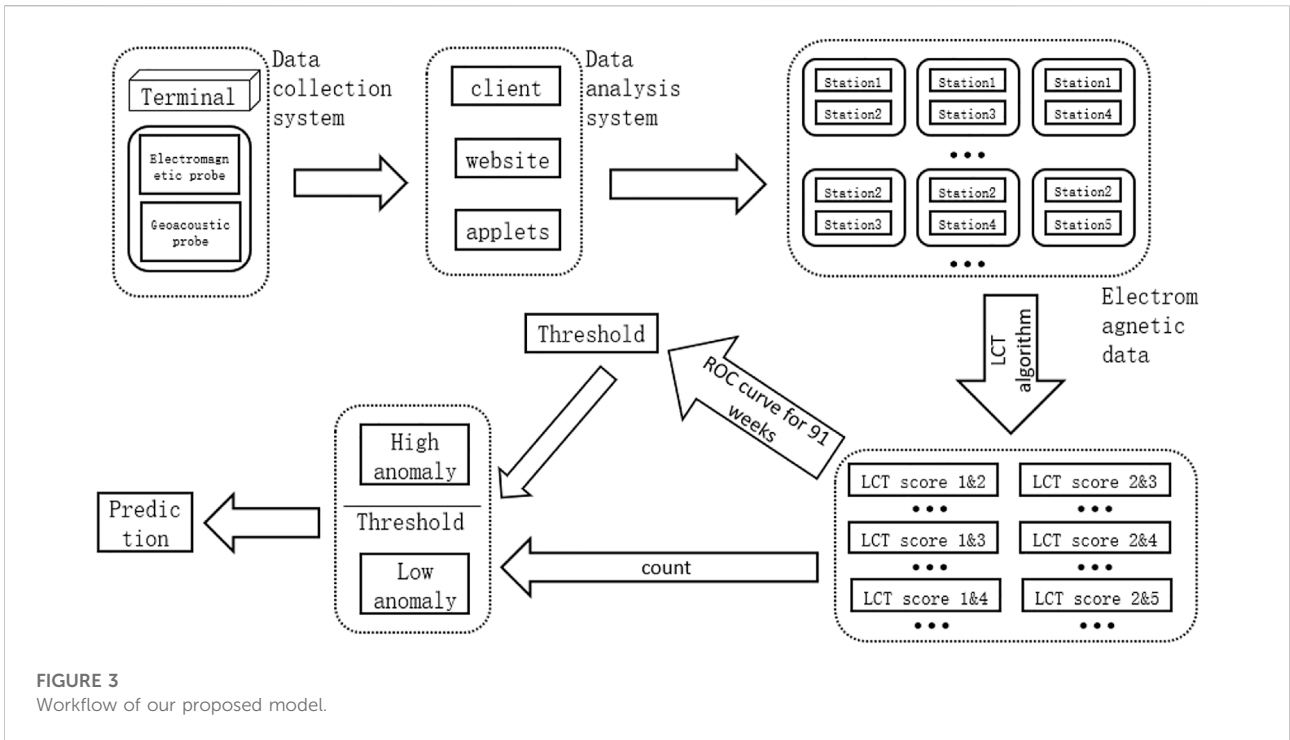 Terminal
Electromagn
etic probe
Geoacoustic
probe
Data
collection
system
client
website
applets
Data
analysis
system
Station1
Station2
Station1
Station3
Station1
Station4
•••
Station2
Station3
Station2
Station4
Station2
Station5
•••
Electrom
agnetic
data
LCT
algorithm
LCT score 1&2
•••
LCT score 1&3
•••
LCT score 1&4
•••
LCT score 2&3
•••
LCT score 2&4
•••
LCT score 2&5
•••
ROC curve for 91
weeks
Threshold
count
High
anomaly
Threshold
Low
anomaly
Predic
tion
FIGURE 3
Workflow of our proposed model.